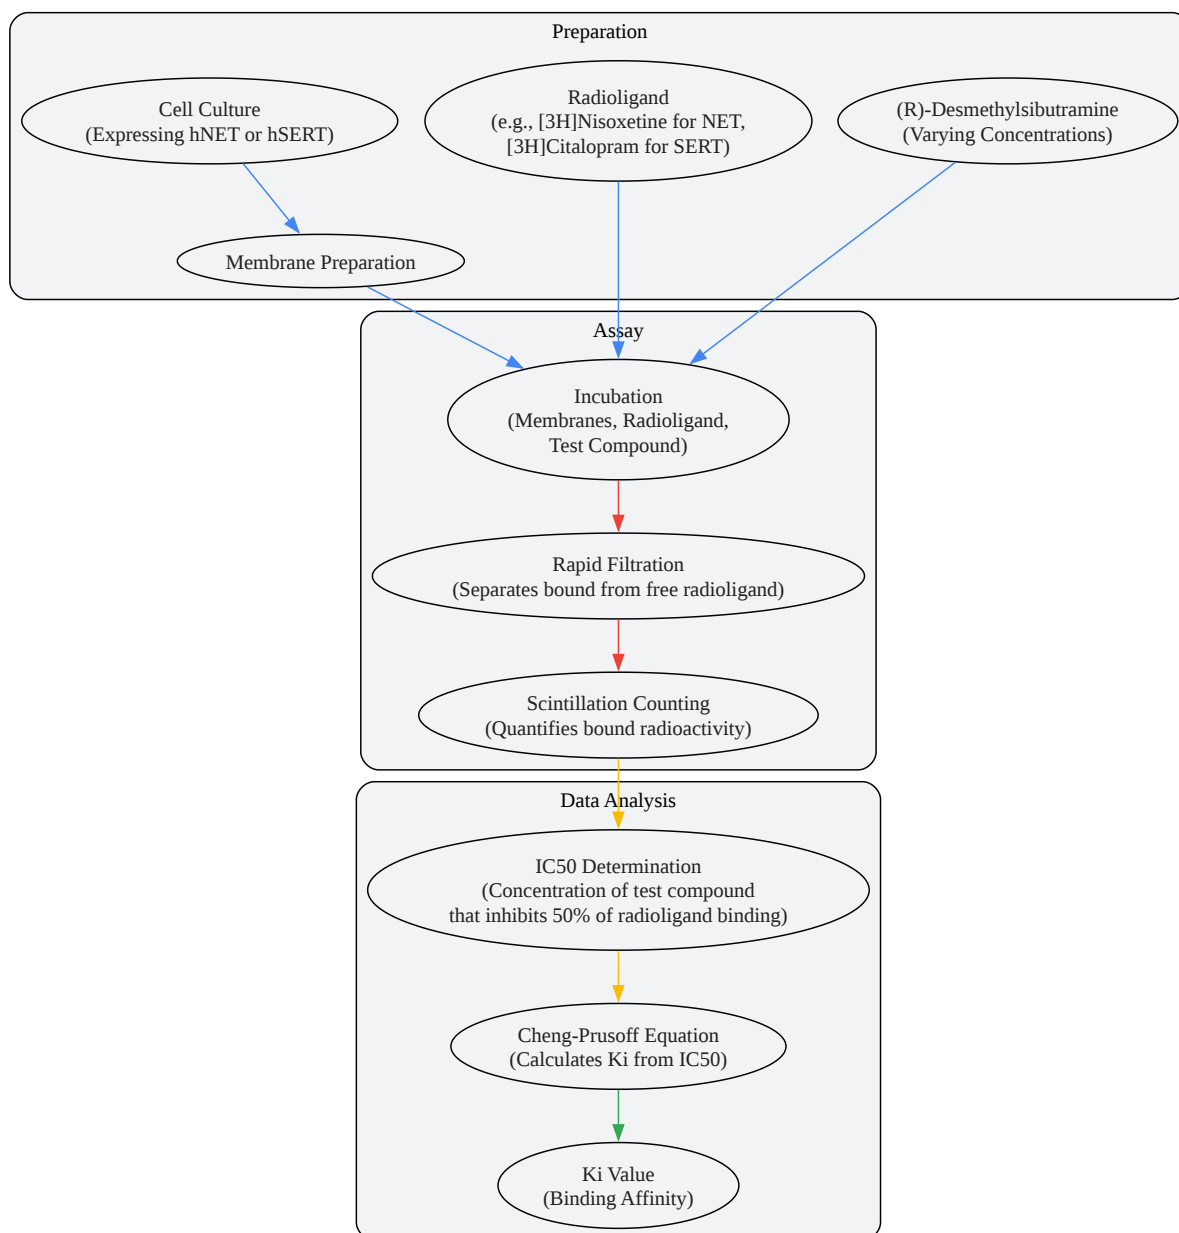 Preparation
Cell Culture
(Expressing hNET or hSERT)
Radioligand
(e.g., [3H]Nisoxetine for NET,
[3H]Citalopram for SERT)
(R)-Desmethylsibutramine
(Varying Concentrations)
Membrane Preparation
Assay
Incubation
(Membranes, Radioligand,
Test Compound)
Rapid Filtration
(Separates bound from free radioligand)
Scintillation Counting
(Quantifies bound radioactivity)
Data Analysis
IC50 Determination
(Concentration of test compound
that inhibits 50% of radioligand binding)
Cheng-Prusoff Equation
(Calculates Ki from IC50)
Ki Value
(Binding Affinity)